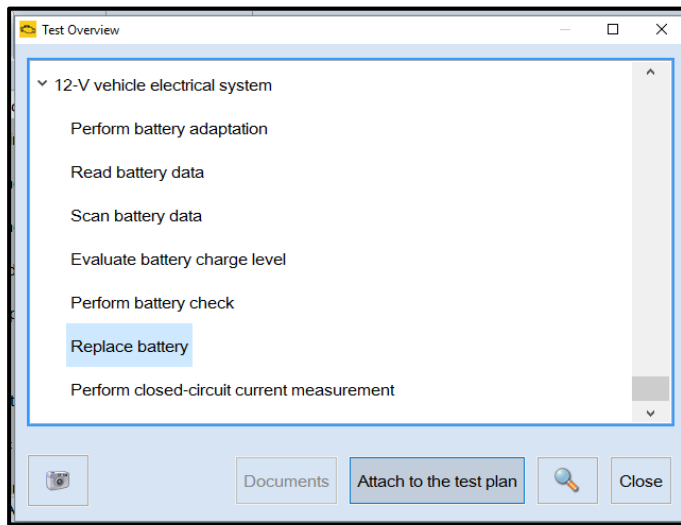 Test Overview
12-V vehicle electrical system
Perform battery adaptation
Read battery data
Scan battery data
Evaluate battery charge level
Perform battery check
Replace battery
Perform closed-circuit current measurement
Documents
Attach to the test plan
Close